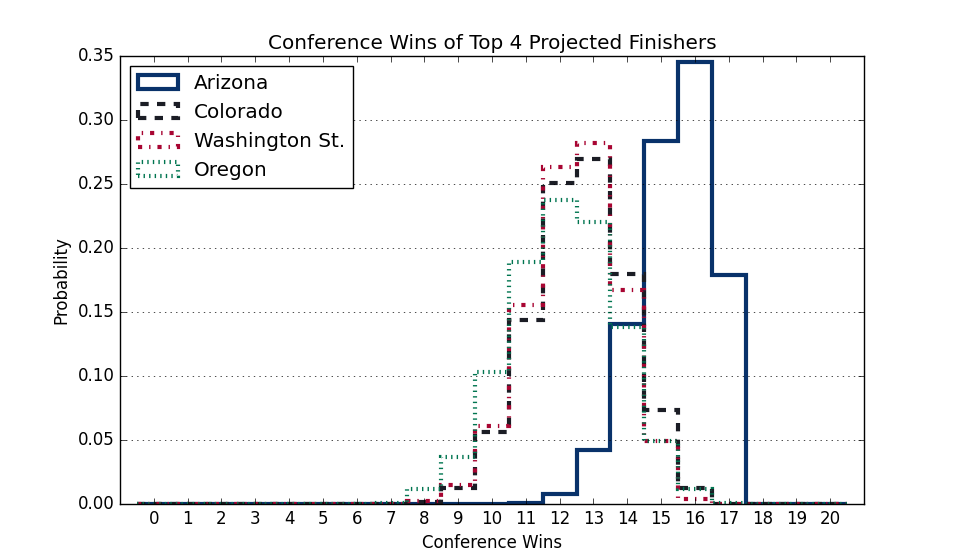 Conference Wins of Top 4 Projected Finishers
0.35
0.30
0.25
0.20
0.15
0.10
0.05
0.00
Probability
Arizona
Colorado
Washington St.
Oregon
0 1 2 3 4 5 6 7 8 9 10 11 12 13 14 15 16 17 18 19 20
Conference Wins